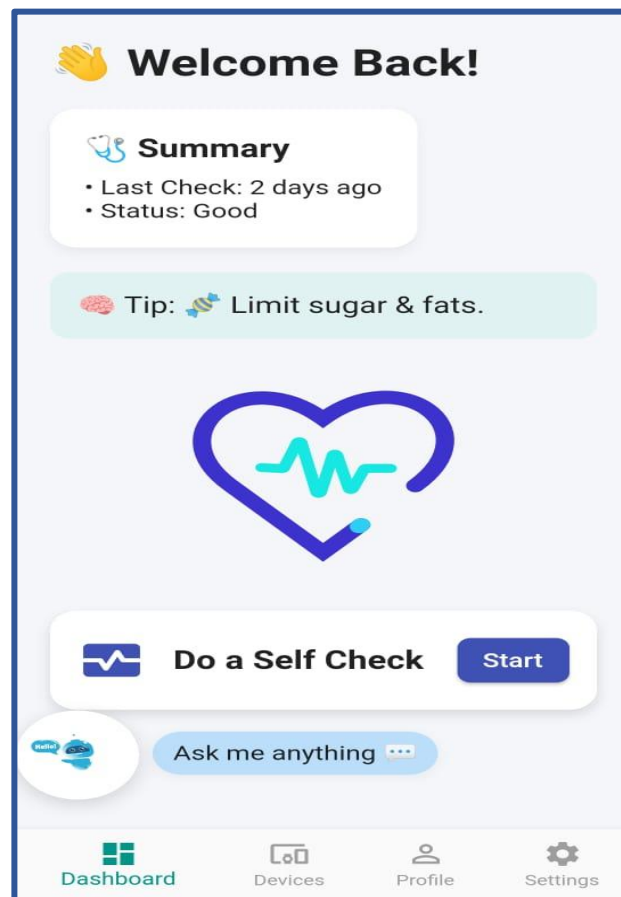 👋 Welcome Back!
🩺 Summary
• Last Check: 2 days ago
• Status: Good
🧠 Tip: 🍬 Limit sugar & fats.
Do a Self Check
Start
Hello!
Ask me anything 💬
Dashboard
Devices
Profile
Settings